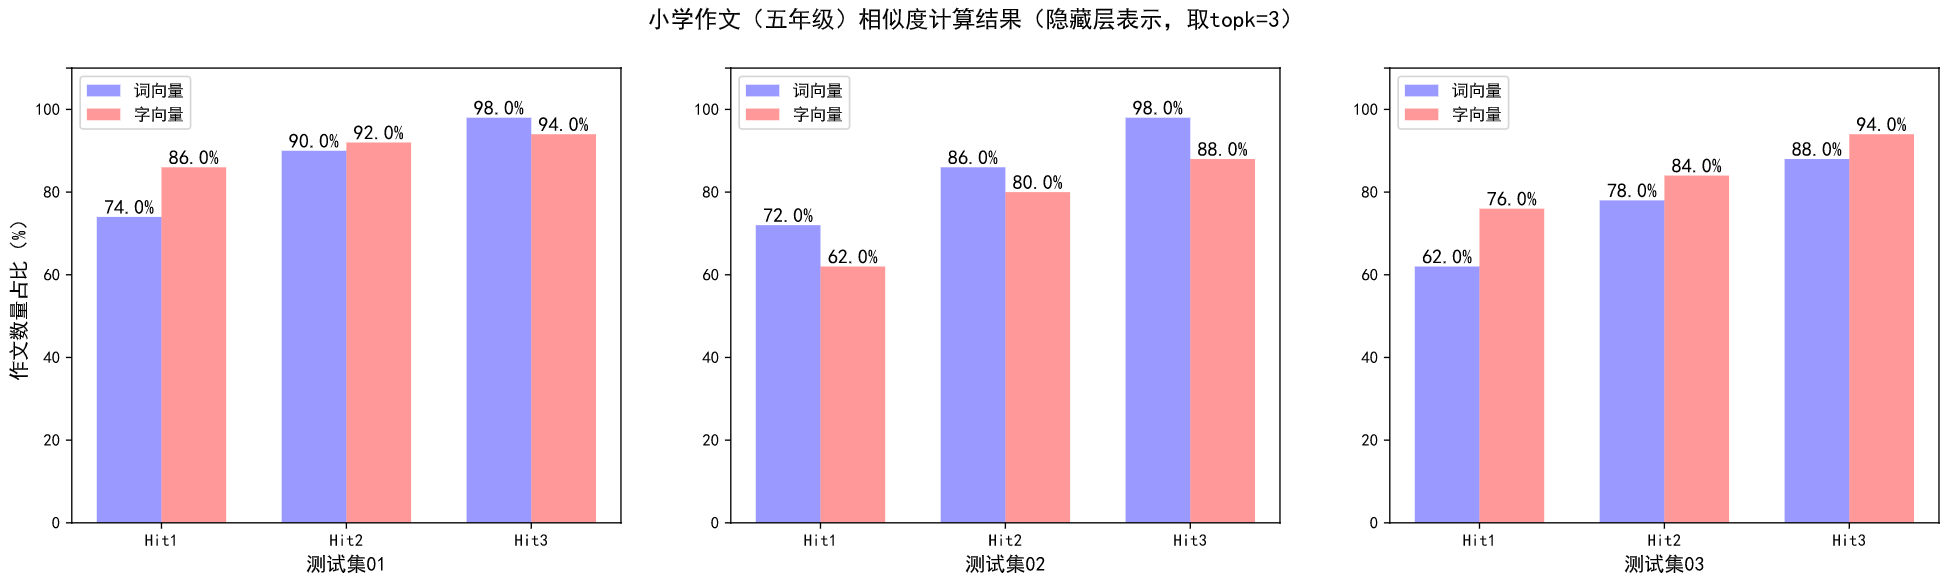 小学作文（五年级）相似度计算结果（隐藏层表示，取topk=3）
作文数量占比（%）
词向量
字向量
100
80
60
40
20
0
74.0%
86.0%
90.0%
92.0%
98.0%
94.0%
Hit1
Hit2
Hit3
测试集01
词向量
字向量
100
80
60
40
20
0
72.0%
62.0%
86.0%
80.0%
98.0%
88.0%
Hit1
Hit2
Hit3
测试集02
词向量
字向量
100
80
60
40
20
0
62.0%
76.0%
78.0%
84.0%
88.0%
94.0%
Hit1
Hit2
Hit3
测试集03